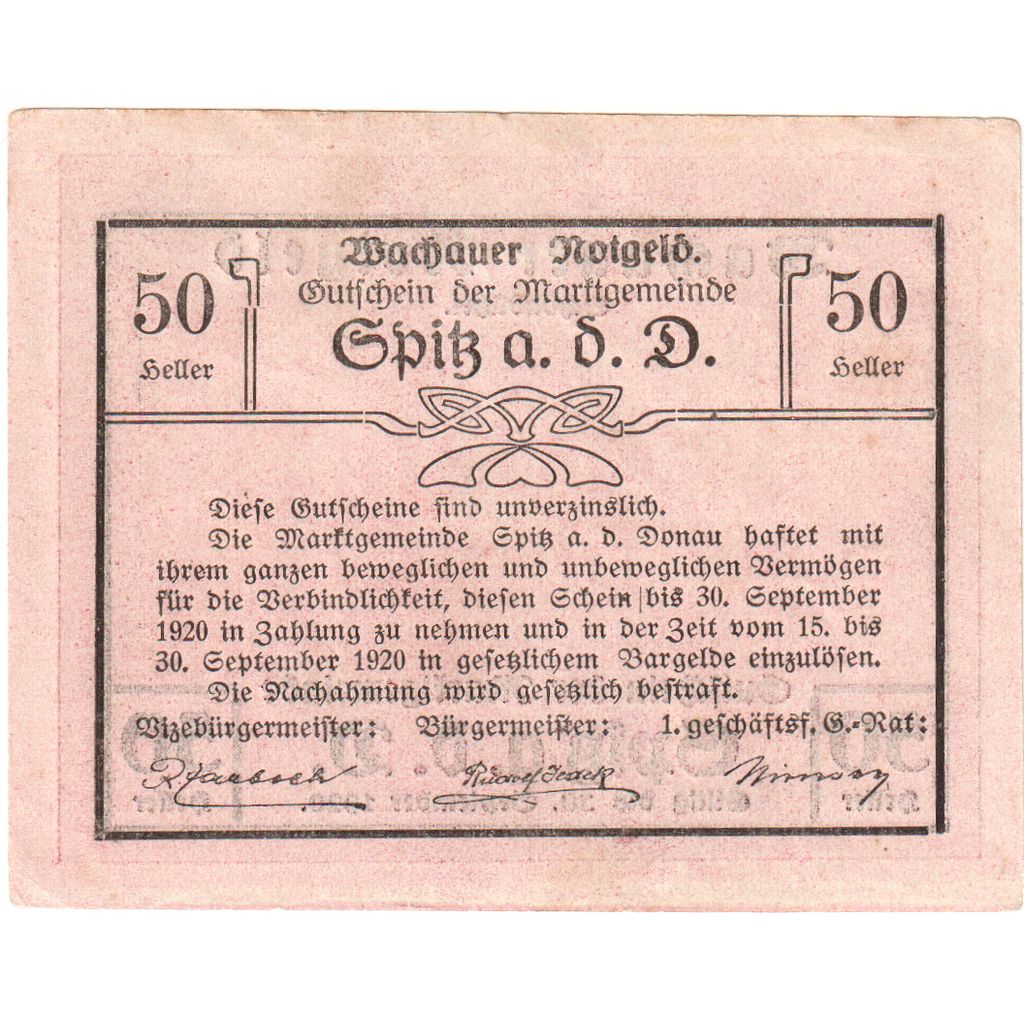 Wachauer Notgeld.
50 Gutschein der Marktgemeinde 50
Heller Spitz a. d. D. Heller
Diese Gutscheine sind unverzinslich.
Die Marktgemeinde Spitz a. d. Donau haftet mit
ihrem ganzen beweglichen und unbeweglichen Vermögen
für die Verbindlichkeit, diesen Schein bis 30. September
1920 in Zahlung zu nehmen und in der Zeit vom 15. bis
30. September 1920 in gesetzlichem Bargelde einzulösen.
Die Nachahmung wird gesetzlich bestraft.
Vizebürgermeister: Bürgermeister: 1. geschäftsf. G.-Rat:
Rudolf